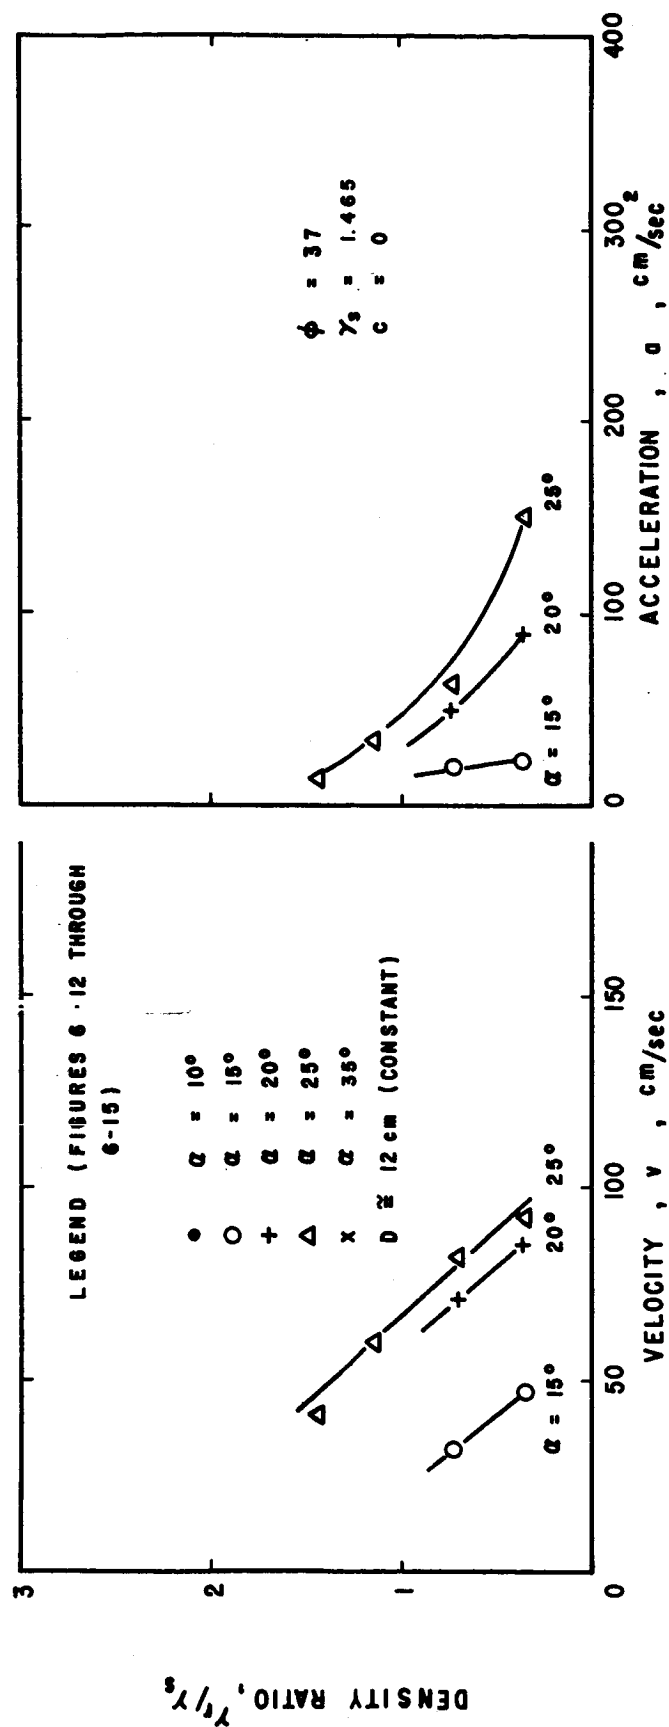 DENSITY RATIO, γr/γs
3
2
1
LEGEND (FIGURES 6-12 THROUGH
6-15)
● α = 10°
○ α = 15°
+ α = 20°
△ α = 25°
x α = 35°
D ≅ 12 cm (CONSTANT)
α = 15° 20° 25°
0 50 100 150
VELOCITY , v , cm/sec
ϕ = 37
γs = 1.465
c = 0
α = 15° 20° 25°
0 100 200 300 400
ACCELERATION , a , cm/sec²